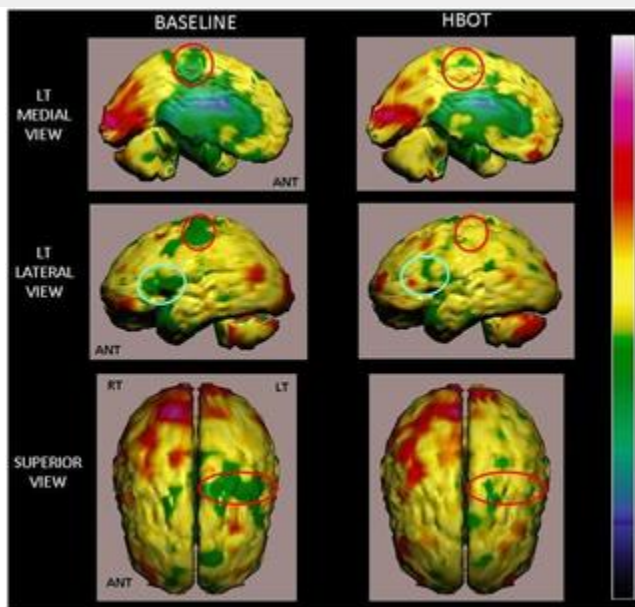 BASELINE HBOT
LT
MEDIAL
VIEW
ANT
LT
LATERAL
VIEW
ANT
RT LT
SUPERIOR
VIEW
ANT